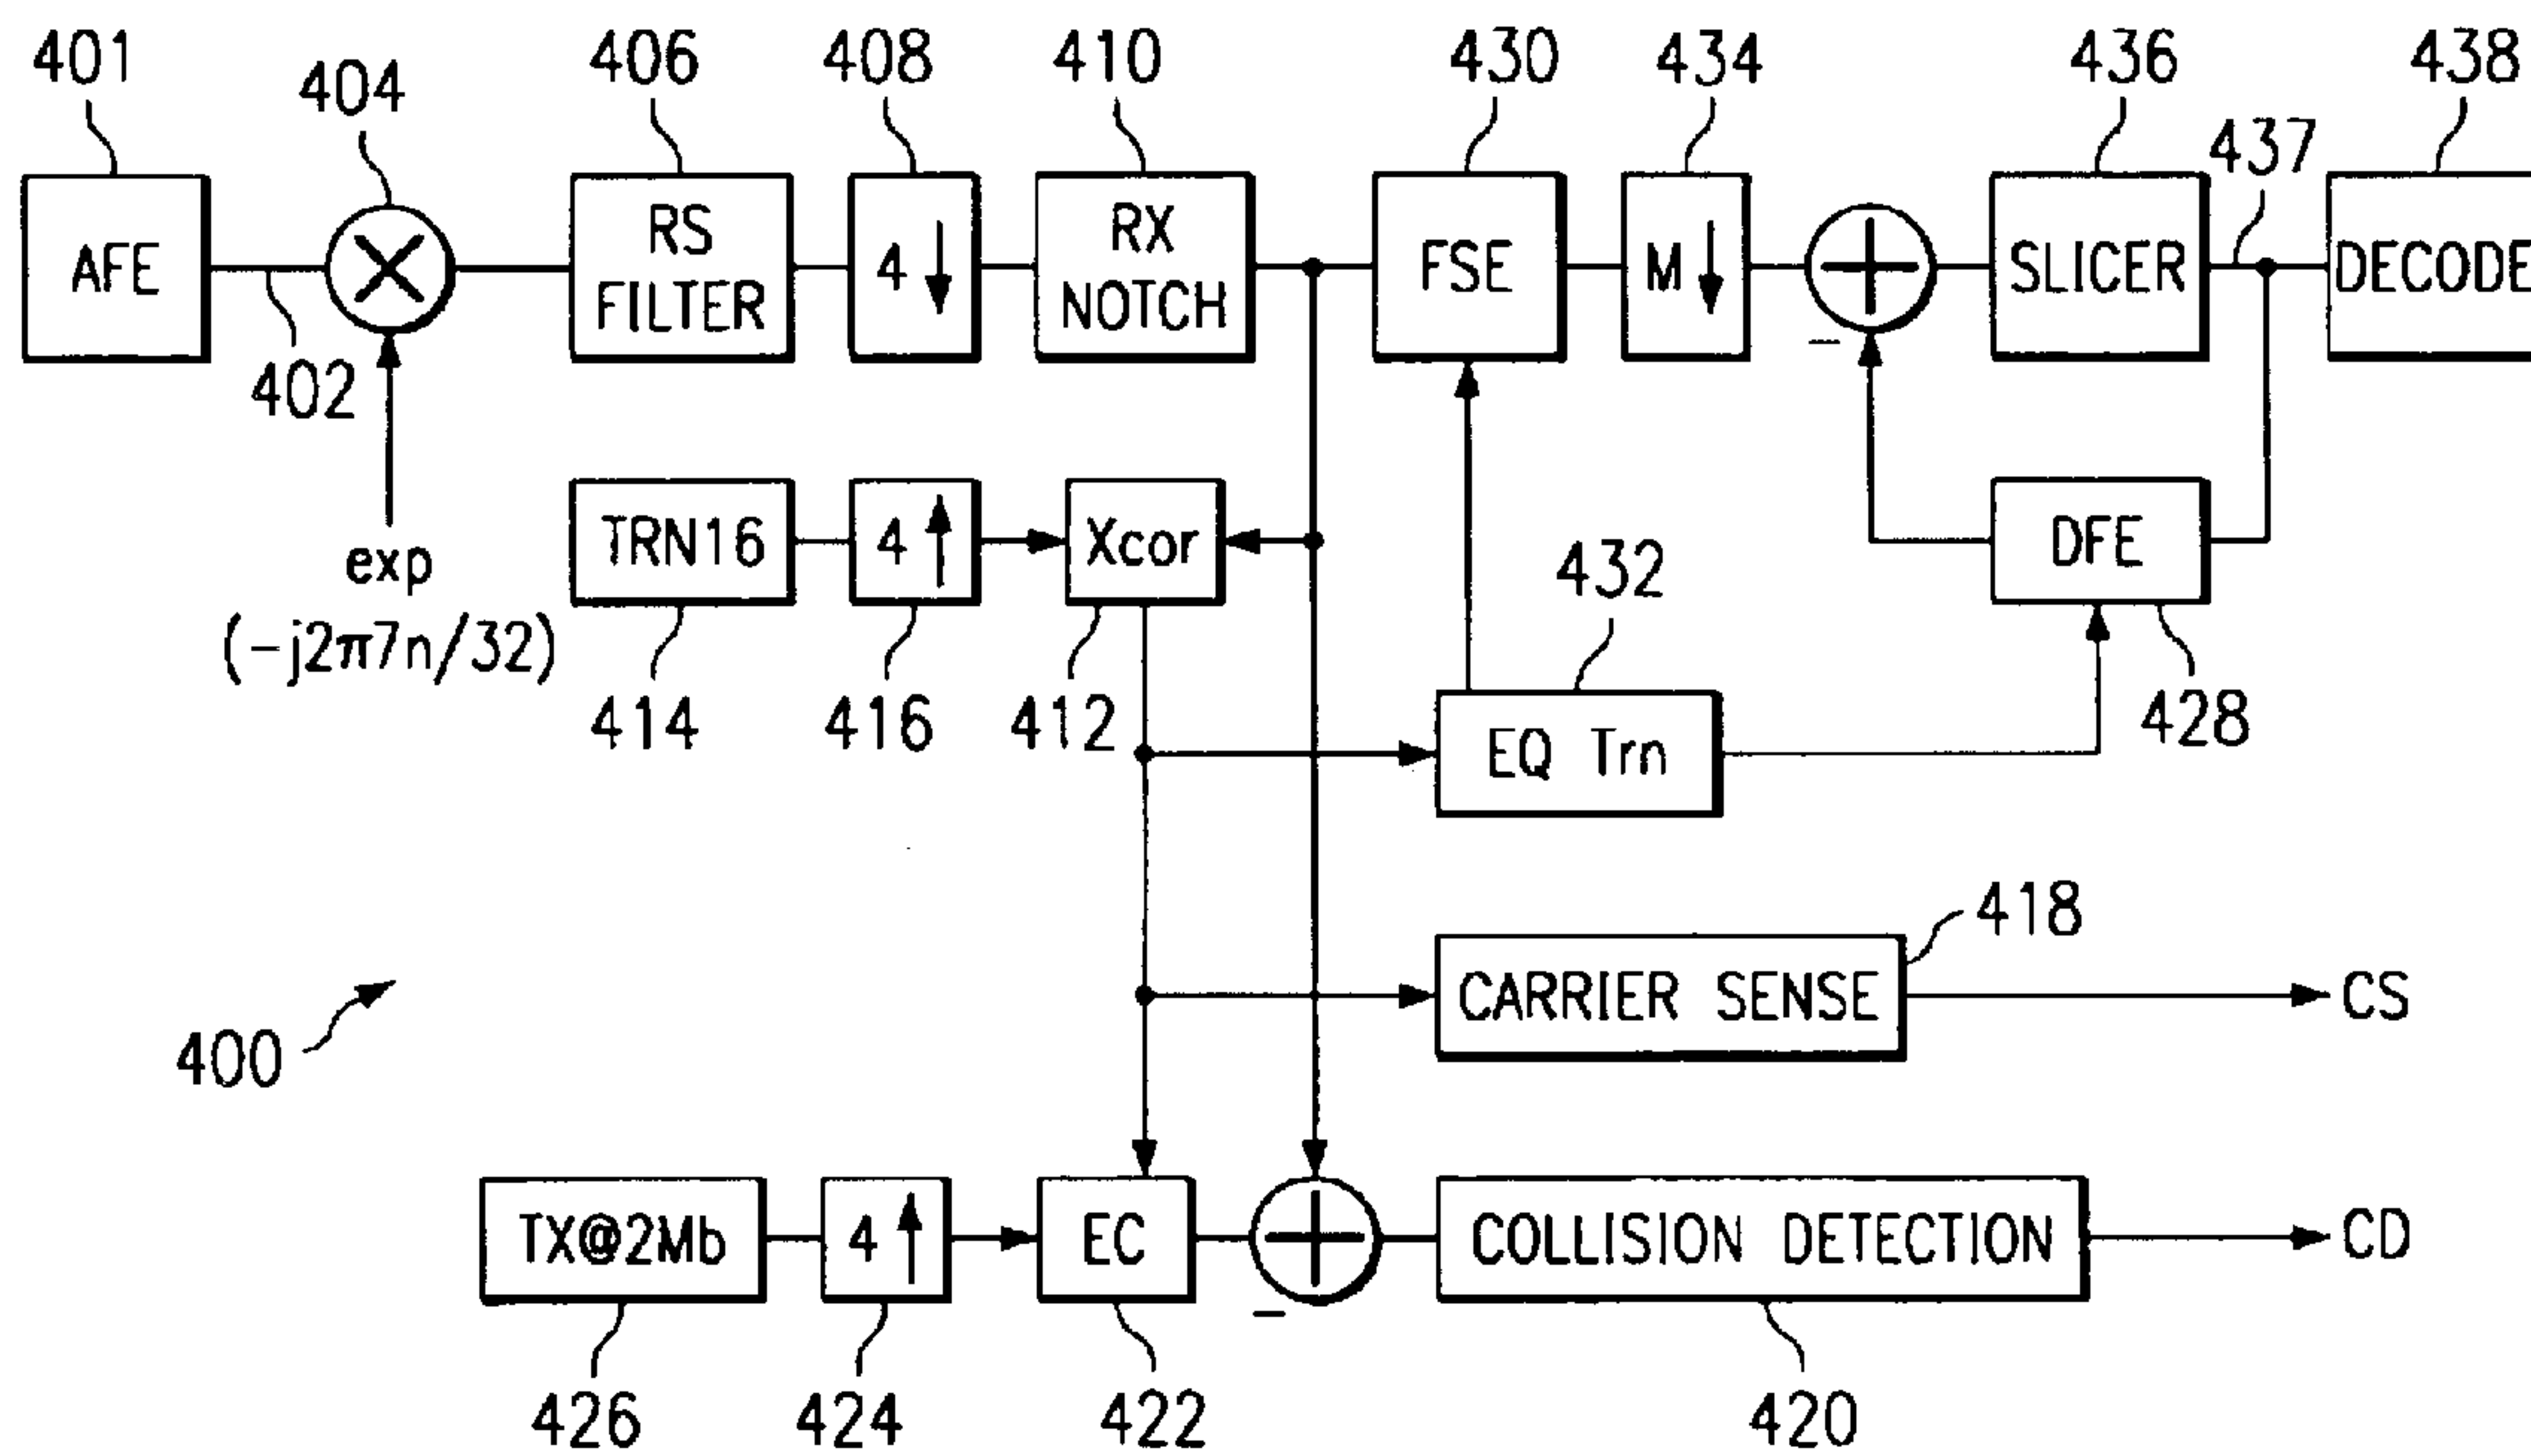 401
404
406
408
410
430
434
436
437
438
AFE
402
RS
FILTER
4
RX
NOTCH
FSE
M
-
SLICER
DECODE
exp
(-j2π7n/32)
TRN16
4
Xcor
DFE
414
416
412
432
428
EQ Trn
418
CARRIER SENSE
CS
400
TX@2Mb
4
EC
-
COLLISION DETECTION
CD
426
424
422
420